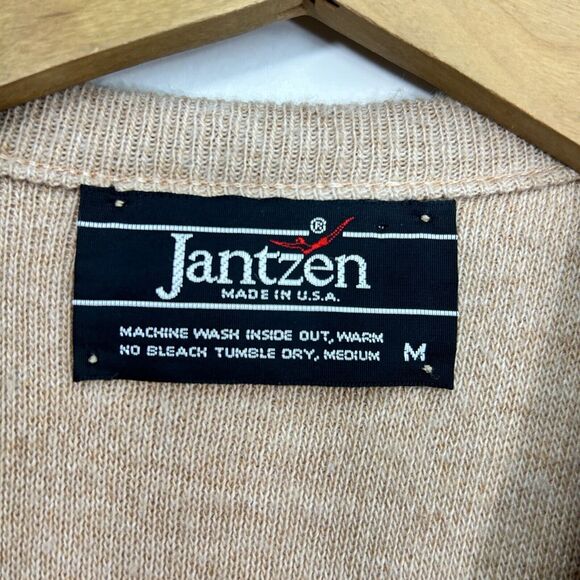 ®
Jantzen
MADE IN U.S.A.
MACHINE WASH INSIDE OUT, WARM
NO BLEACH TUMBLE DRY, MEDIUM M